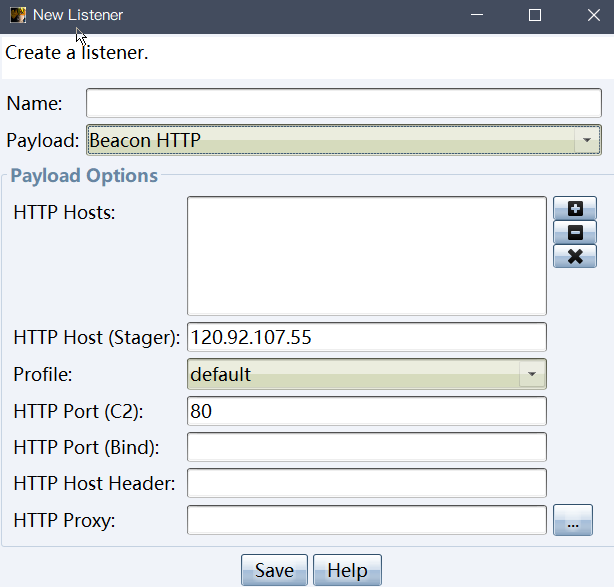 New Listener
Create a listener.
Name:
Payload: Beacon HTTP
Payload Options
HTTP Hosts:
HTTP Host (Stager): 120.92.107.55
Profile: default
HTTP Port (C2): 80
HTTP Port (Bind):
HTTP Host Header:
HTTP Proxy: ...
Save Help